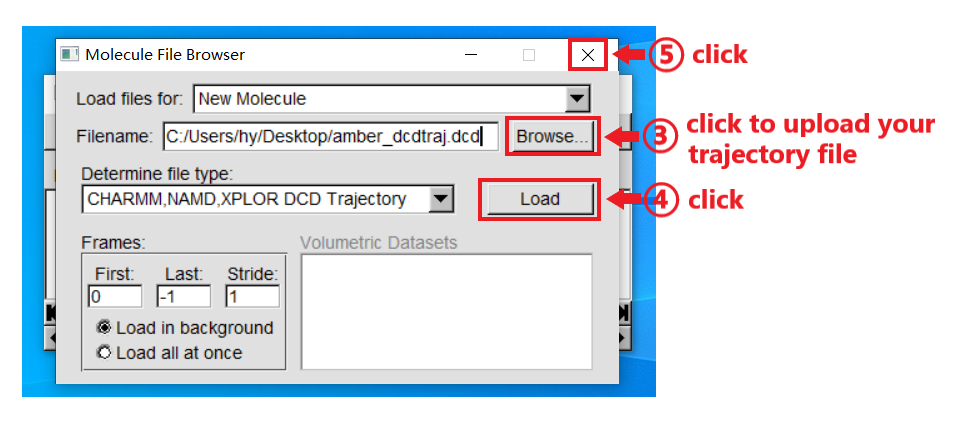 Molecule File Browser
⑤ click
Load files for: New Molecule
Filename: C:/Users/hy/Desktop/amber_dcdtraj.dcd Browse...
③ click to upload your
trajectory file
Determine file type:
CHARMM,NAMD,XPLOR DCD Trajectory Load
④ click
Frames: Volumetric Datasets
First: Last: Stride:
0 -1 1
Load in background
Load all at once